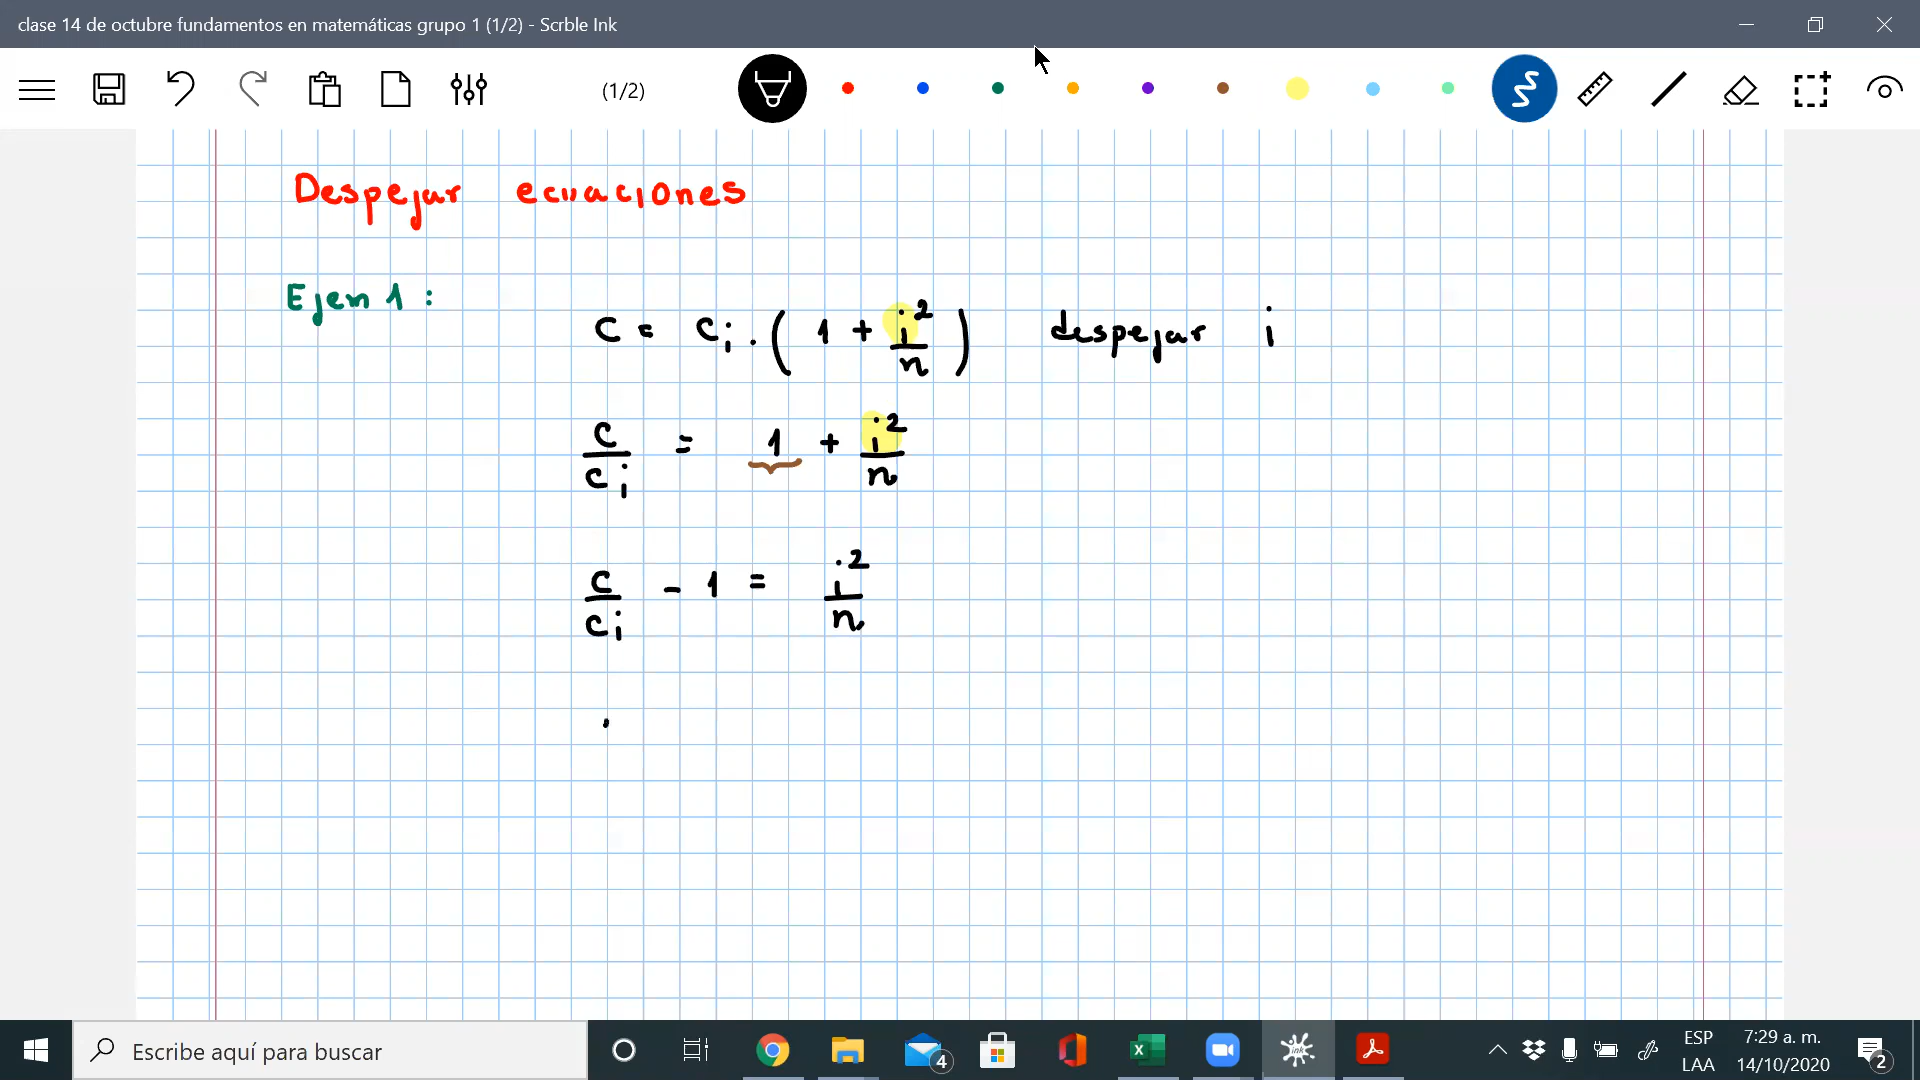 clase 14 de octubre fundamentos en matemáticas grupo 1 (1/2) - Scrble Ink
(1/2)
Despejar ecuaciones
Ejem 1 :
C = Ci . ( 1 + i²/n ) despejar i
C/Ci = 1 + i²/n
C/Ci - 1 = i²/n
Escribe aquí para buscar
4
ESP
LAA
7:29 a. m.
14/10/2020
2